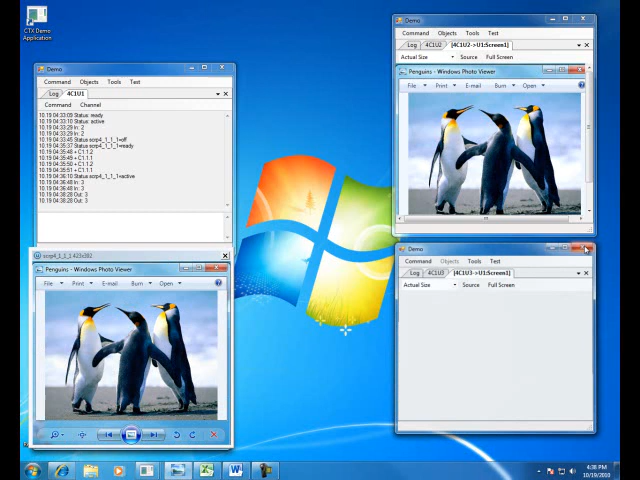 CTX Demo
Application
Demo
Command Objects Tools Test
Log 4C1U1
Command Channel
10.19 04:33:09 Status: ready
10.19 04:33:10 Status: active
10.19 04:33:29 In: 2
10.19 04:33:29 In: 2
10.19 04:33:45 Status scrp4_1_1_1=off
10.19 04:35:37 Status scrp4_1_1_1=ready
10.19 04:35:48 + C1.1.2
10.19 04:35:49 + C1.1.1
10.19 04:35:50 + C1.1.2
10.19 04:35:51 + C1.1.1
10.19 04:36:10 Status scrp4_1_1_1=active
10.19 04:36:48 In: 3
10.19 04:36:48 In: 3
10.19 04:38:28 Out: 3
10.19 04:38:28 Out: 3
scrp4_1_1_1 423x392
Penguins - Windows Photo Viewer
File Print E-mail Burn Open
Demo
Command Objects Tools Test
Log 4C1U2 [4C1U2->U1:Screen1]
Actual Size Source Full Screen
Penguins - Windows Photo Viewer
File Print E-mail Burn Open
Demo
Command Objects Tools Test
Log 4C1U3 [4C1U3->U1:Screen1]
Actual Size Source Full Screen
4:38 PM
10/19/2010